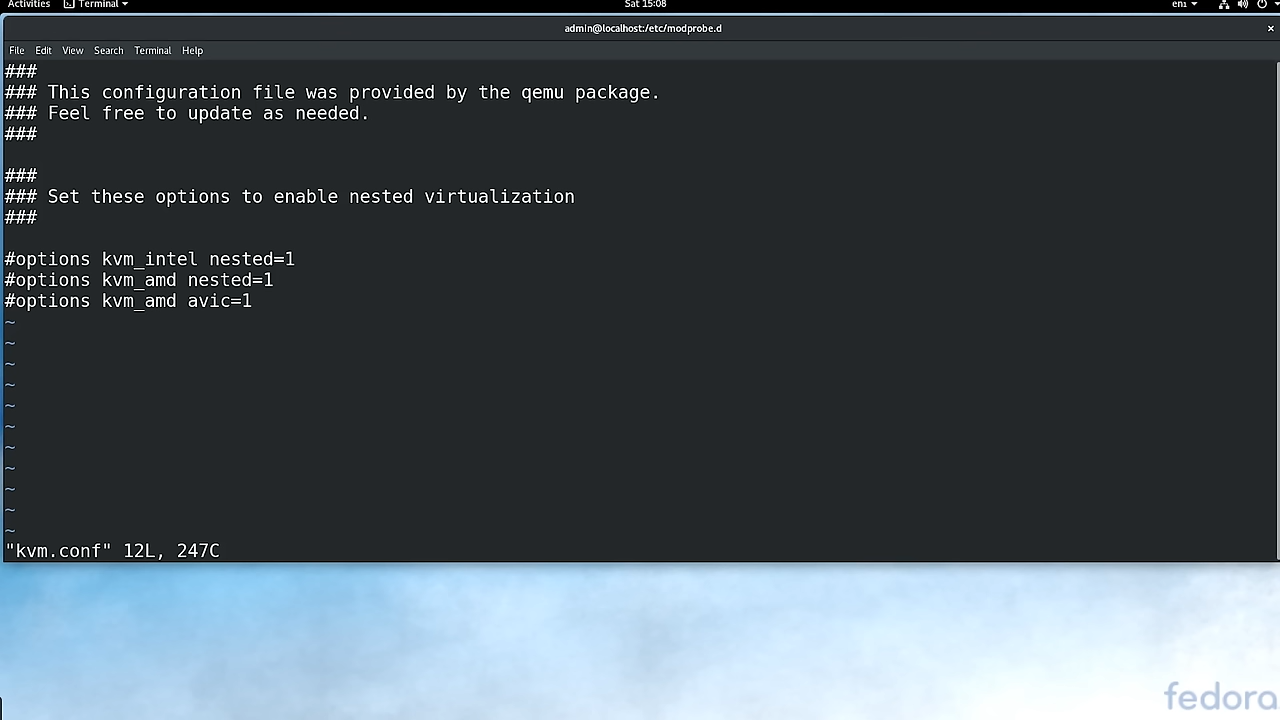 Activities Terminal Sat 15:08 en1
admin@localhost:/etc/modprobe.d ×
File Edit View Search Terminal Help
###
### This configuration file was provided by the qemu package.
### Feel free to update as needed.
###
###
### Set these options to enable nested virtualization
###
#options kvm_intel nested=1
#options kvm_amd nested=1
#options kvm_amd avic=1
~
~
~
~
~
~
~
~
~
~
~
"kvm.conf" 12L, 247C
fedora